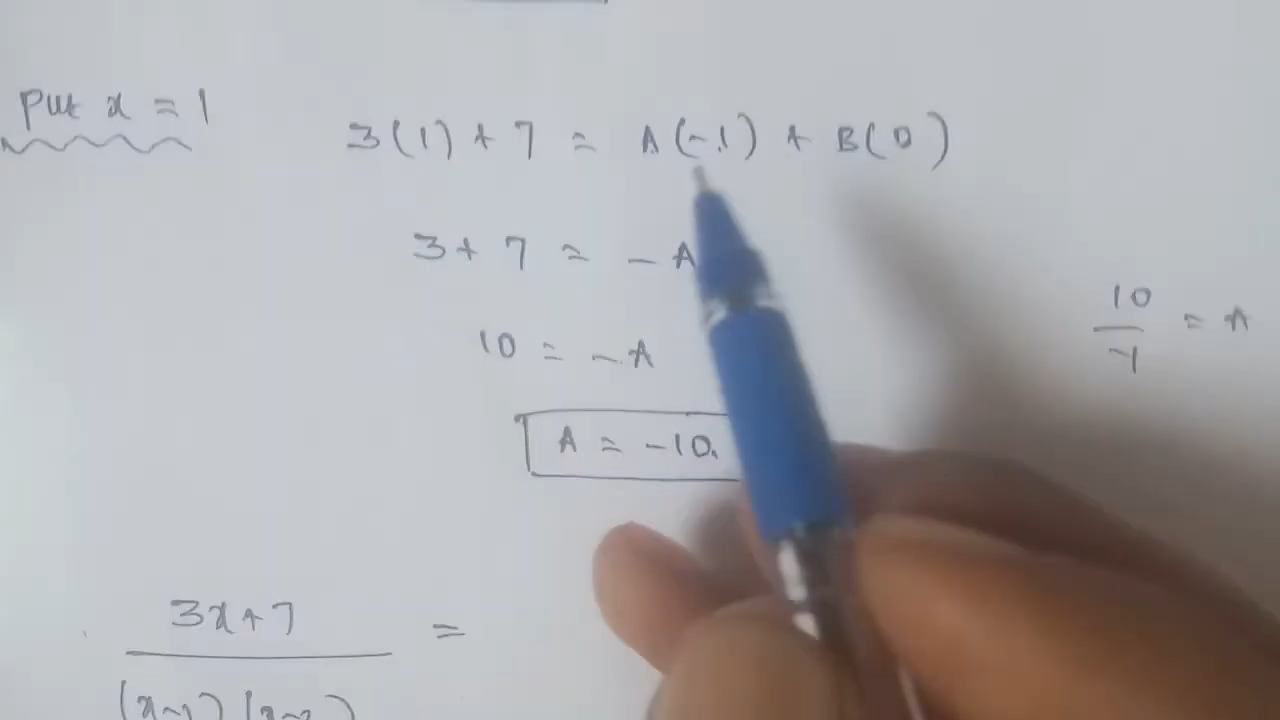 Put x = 1
3(1) + 7 = A(-1) + B(0)
3 + 7 = - A
10 = - A
10/-1 = A
A = -10.
3x+7 =